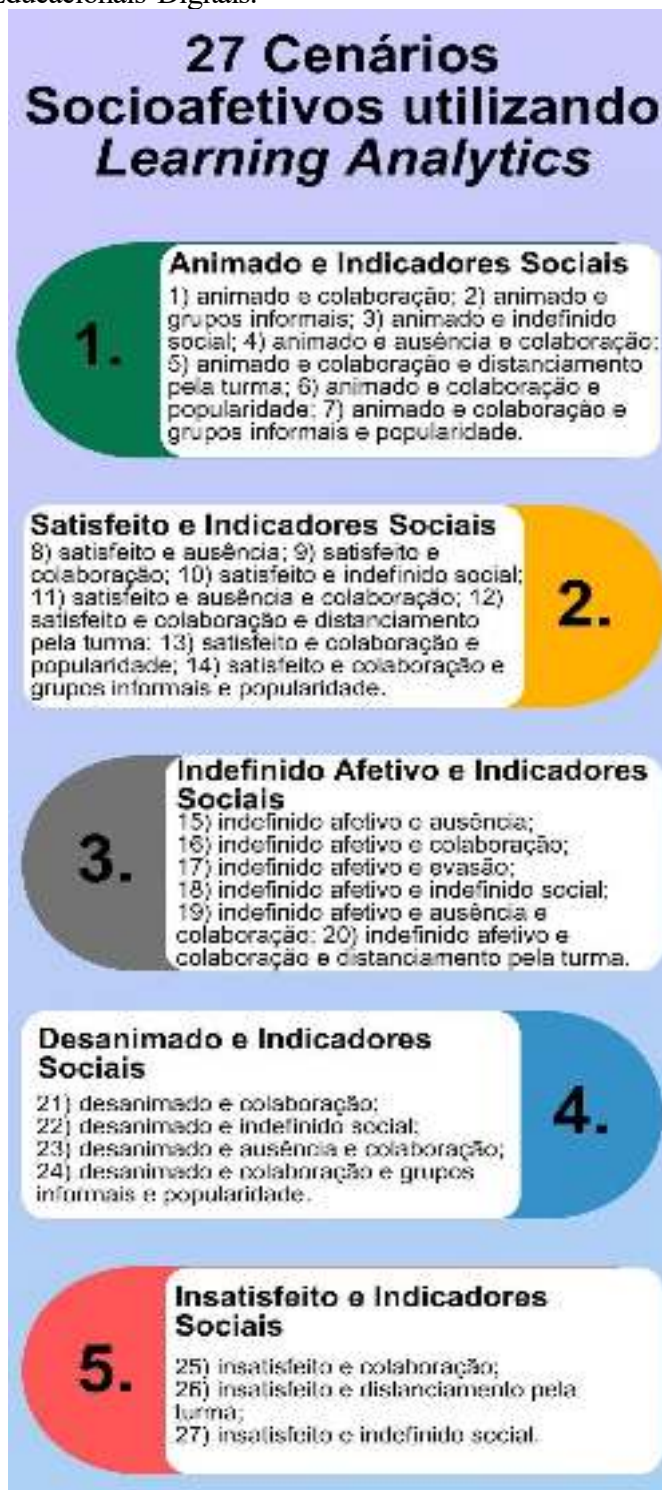 Educacionais Digitais.
27 Cenários
Socioafetivos utilizando
Learning Analytics
1.
Animado e Indicadores Sociais
1) animado e colaboração; 2) animado e
grupos informais; 3) animado e indefinido
social; 4) animado e ausência e colaboração;
5) animado e colaboração e distanciamento
pela turma; 6) animado e colaboração e
popularidade; 7) animado e colaboração e
grupos informais e popularidade.
Satisfeito e Indicadores Sociais
8) satisfeito e ausência; 9) satisfeito e
colaboração; 10) satisfeito e indefinido social;
11) satisfeito e ausência e colaboração; 12)
satisfeito e colaboração e distanciamento
pela turma; 13) satisfeito e colaboração e
popularidade; 14) satisfeito e colaboração e
grupos informais e popularidade.
2.
3.
Indefinido Afetivo e Indicadores
Sociais
15) indefinido afetivo e ausência;
16) indefinido afetivo e colaboração;
17) indefinido afetivo e evasão;
18) indefinido afetivo e indefinido social;
19) indefinido afetivo e ausência e
colaboração; 20) indefinido afetivo e
colaboração e distanciamento pela turma.
Desanimado e Indicadores
Sociais
21) desanimado e colaboração;
22) desanimado e indefinido social;
23) desanimado e ausência e colaboração;
24) desanimado e colaboração e grupos
informais e popularidade.
4.
5.
Insatisfeito e Indicadores
Sociais
25) insatisfeito e colaboração;
26) insatisfeito e distanciamento pela
turma;
27) insatisfeito e indefinido social.